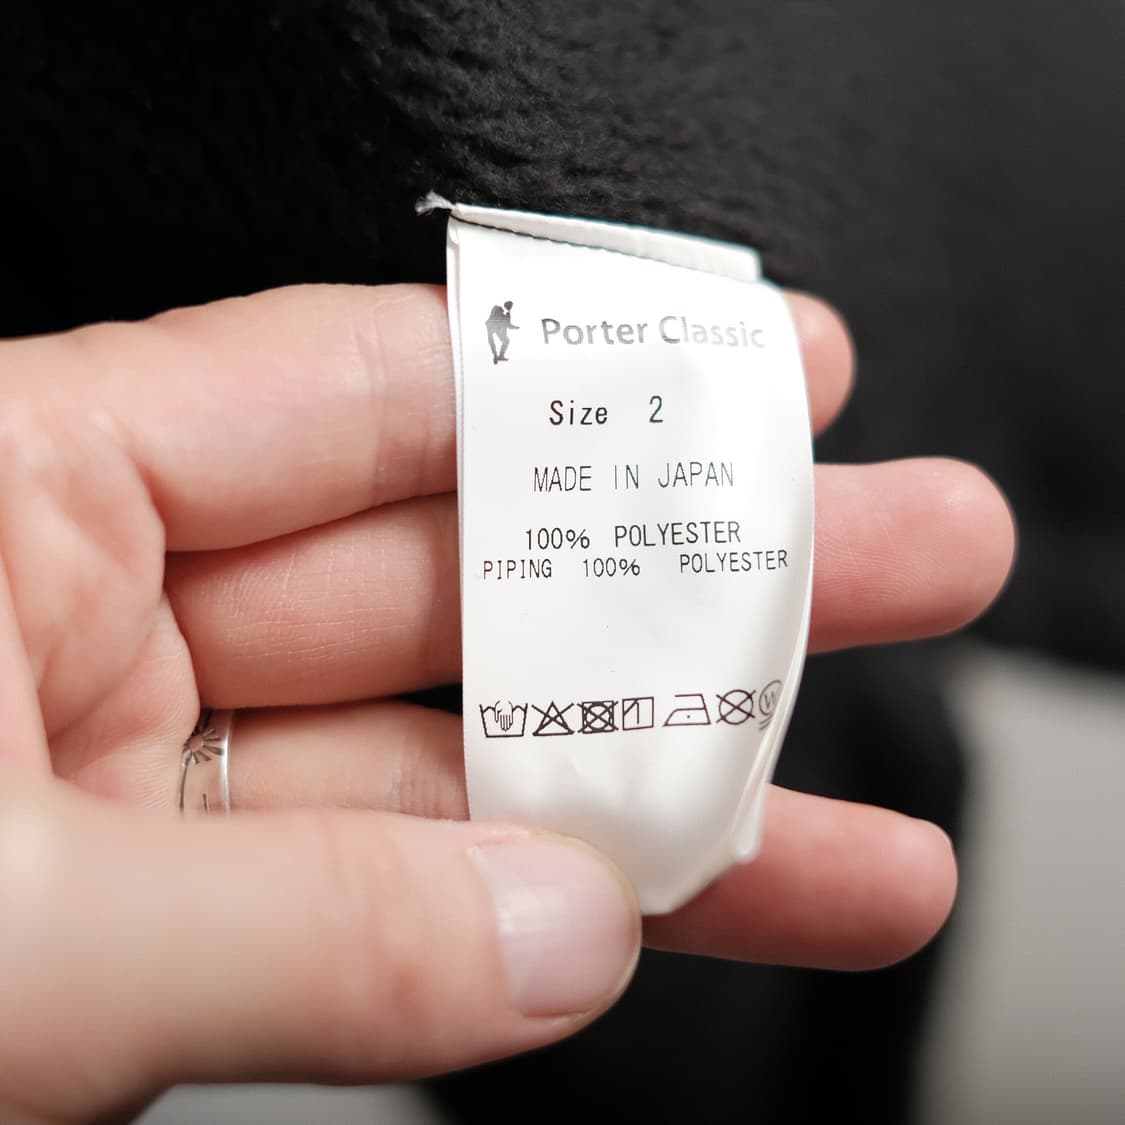 Porter Classic
Size 2
MADE IN JAPAN
100% POLYESTER
PIPING 100% POLYESTER
W